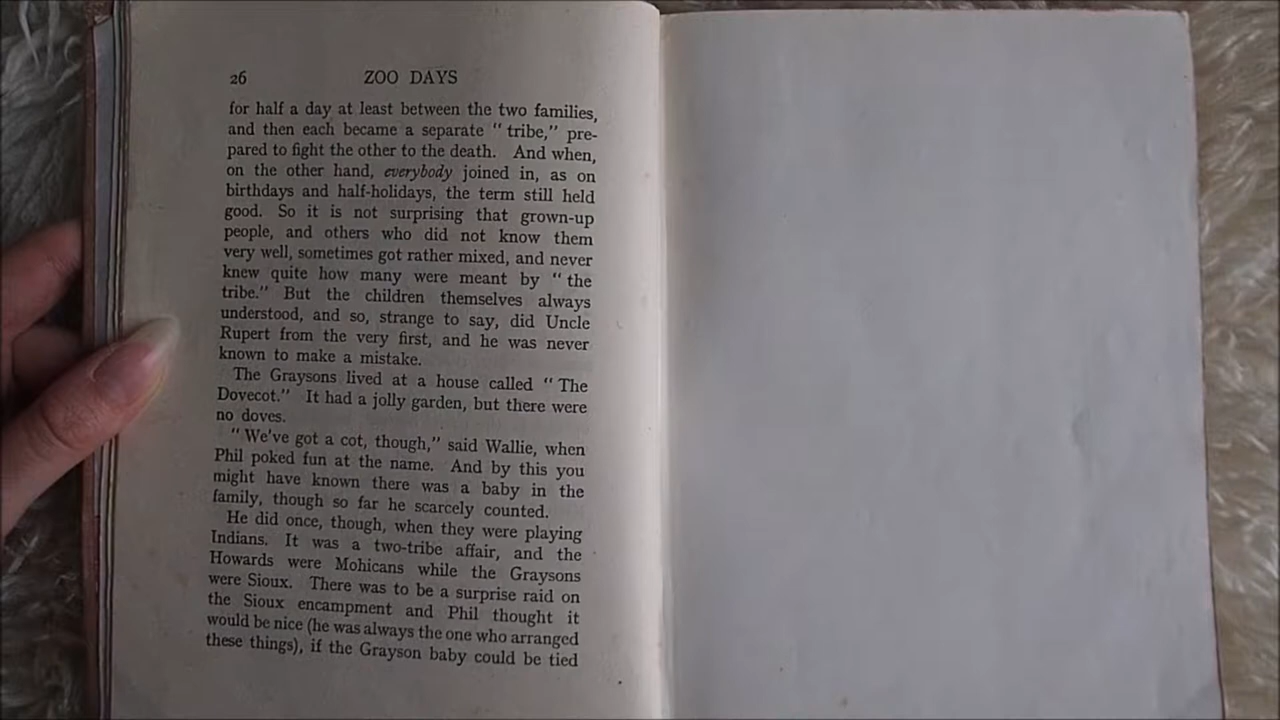 26 ZOO DAYS
for half a day at least between the two families,
and then each became a separate “ tribe,” pre-
pared to fight the other to the death. And when,
on the other hand, everybody joined in, as on
birthdays and half-holidays, the term still held
good. So it is not surprising that grown-up
people, and others who did not know them
very well, sometimes got rather mixed, and never
knew quite how many were meant by “ the
tribe.” But the children themselves always
understood, and so, strange to say, did Uncle
Rupert from the very first, and he was never
known to make a mistake.
The Graysons lived at a house called “ The
Dovecot.” It had a jolly garden, but there were
no doves.
“ We've got a cot, though,” said Wallie, when
Phil poked fun at the name. And by this you
might have known there was a baby in the
family, though so far he scarcely counted.
He did once, though, when they were playing
Indians. It was a two-tribe affair, and the
Howards were Mohicans while the Graysons
were Sioux. There was to be a surprise raid on
the Sioux encampment and Phil thought it
would be nice (he was always the one who arranged
these things), if the Grayson baby could be tied